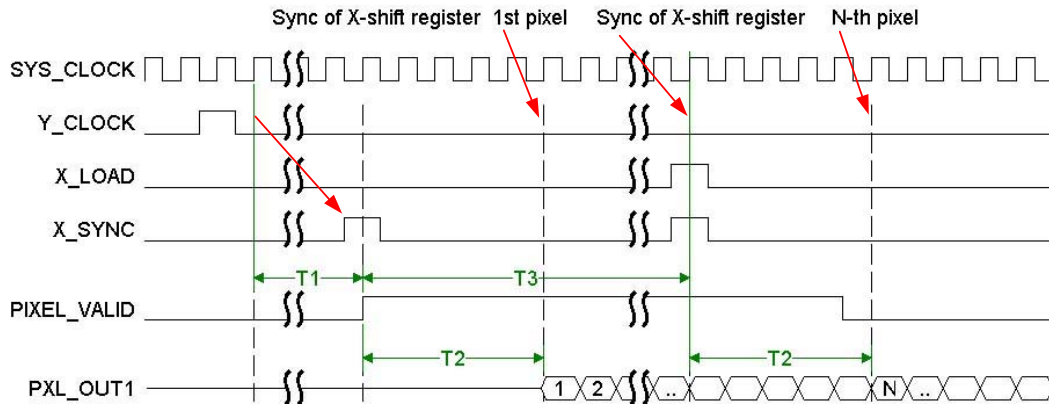 Sync of X-shift register 1st pixel Sync of X-shift register N-th pixel
SYS_CLOCK
Y_CLOCK
X_LOAD
X_SYNC
T1 T3
PIXEL_VALID
T2 T2
PXL_OUT1 1 2 .. N ..